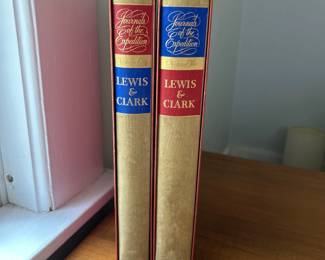 Journals
of the
Expedition
LEWIS
&
CLARK
Journals
of the
Expedition
LEWIS
&
CLARK